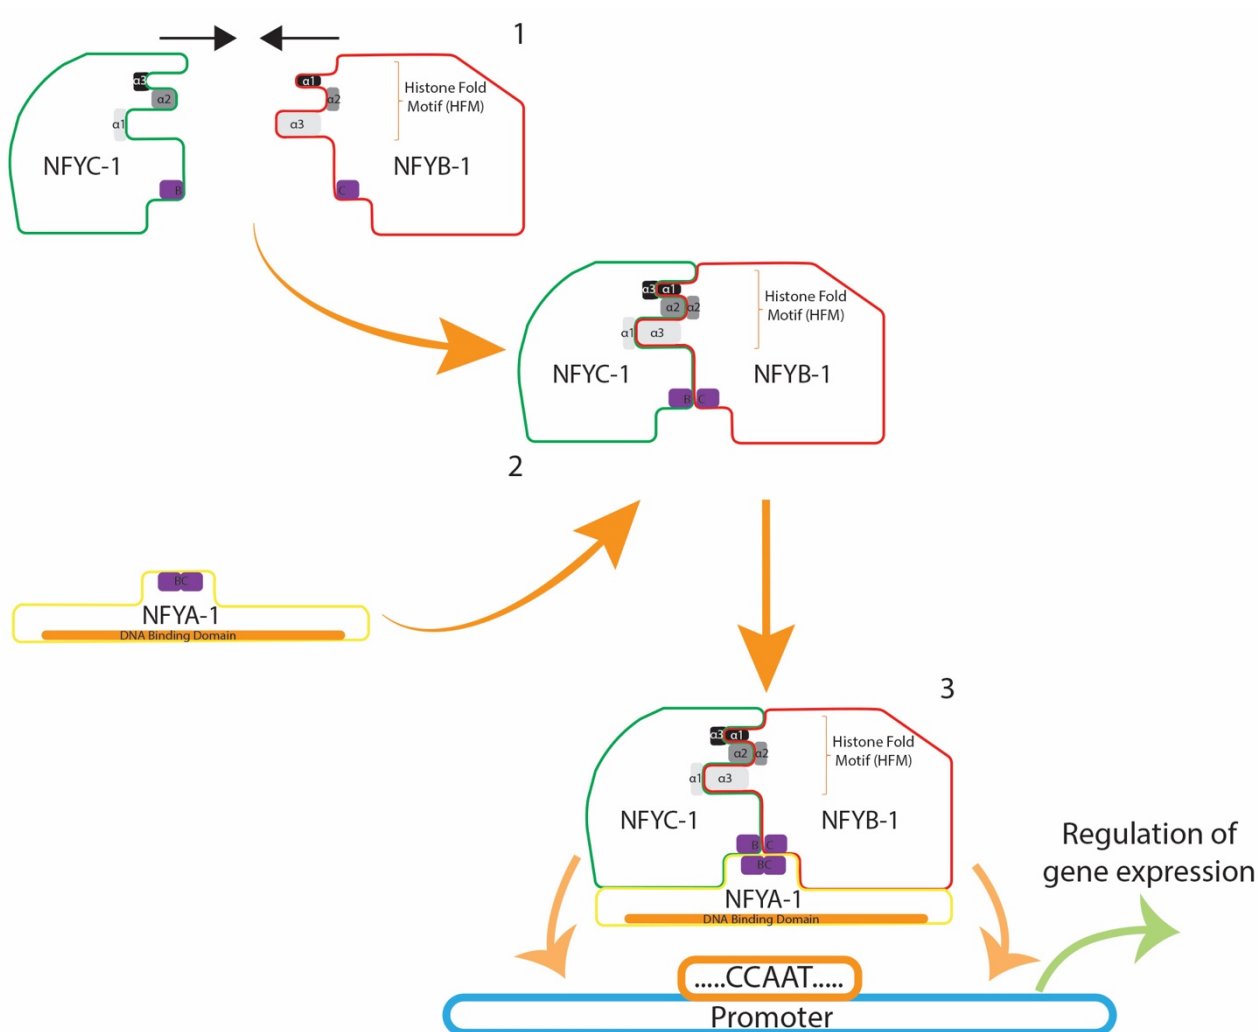 1
α3
α2
α1
NFYC-1
B
α1
α2
α3
Histone Fold
Motif (HFM)
NFYB-1
C
α3
α1
α2
α2
α1
α3
Histone Fold
Motif (HFM)
NFYC-1
NFYB-1
B
C
2
BC
NFYA-1
DNA Binding Domain
3
α3
α1
α2
α2
α1
α3
Histone Fold
Motif (HFM)
NFYC-1
NFYB-1
B
C
BC
NFYA-1
DNA Binding Domain
Regulation of
gene expression
.....CCAAT.....
Promoter